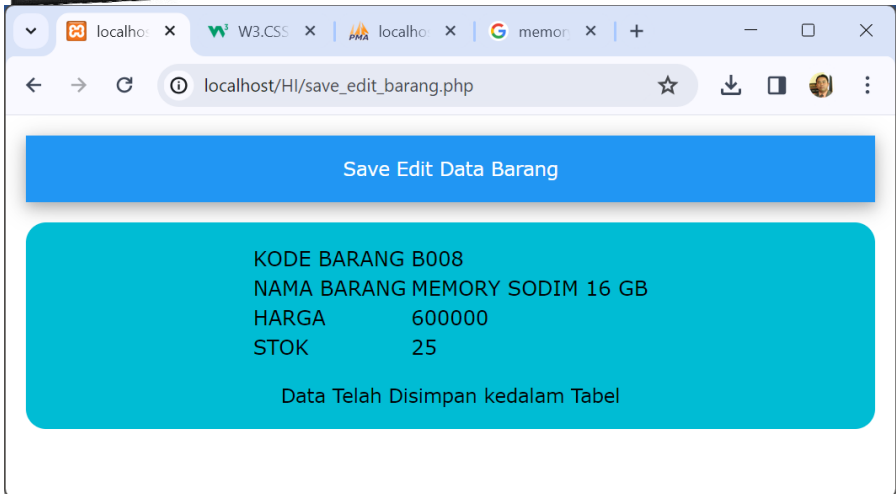 localho
W3.CSS
localho
memor
localhost/HI/save_edit_barang.php
Save Edit Data Barang
KODE BARANG B008
NAMA BARANG MEMORY SODIM 16 GB
HARGA 600000
STOK 25
Data Telah Disimpan kedalam Tabel